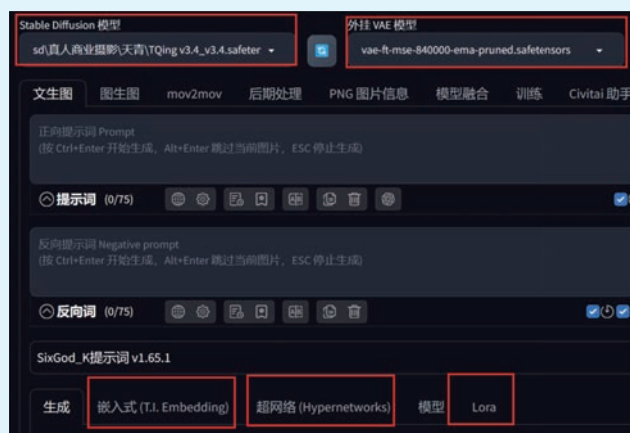 Stable Diffusion 模型
外挂 VAE 模型
sd\真人商业摄影\天青\TQing v3.4_v3.4.safeter
vae-ft-mse-840000-ema-pruned.safetensors
文生图 图生图 mov2mov 后期处理 PNG 图片信息 模型融合 训练 Civitai 助手
正向提示词 Prompt
(按 Ctrl+Enter 开始生成, Alt+Enter 跳过当前图片, ESC 停止生成)
提示词 (0/75)
反向提示词 Negative prompt
(按 Ctrl+Enter 开始生成, Alt+Enter 跳过当前图片, ESC 停止生成)
反向词 (0/75)
SixGod_K提示词 v1.65.1
生成 嵌入式 (T.I. Embedding) 超网络 (Hypernetworks) 模型 Lora